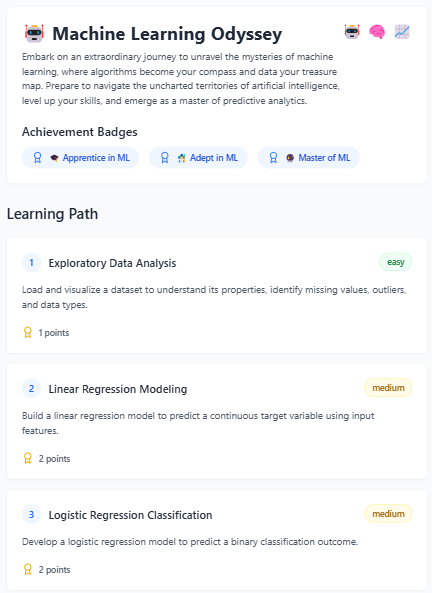 Machine Learning Odyssey
Embark on an extraordinary journey to unravel the mysteries of machine
learning, where algorithms become your compass and data your treasure
map. Prepare to navigate the uncharted territories of artificial intelligence,
level up your skills, and emerge as a master of predictive analytics.
Achievement Badges
Apprentice in ML
Adept in ML
Master of ML
Learning Path
1 Exploratory Data Analysis
easy
Load and visualize a dataset to understand its properties, identify missing values, outliers,
and data types.
1 points
2 Linear Regression Modeling
medium
Build a linear regression model to predict a continuous target variable using input
features.
2 points
3 Logistic Regression Classification
medium
Develop a logistic regression model to predict a binary classification outcome.
2 points